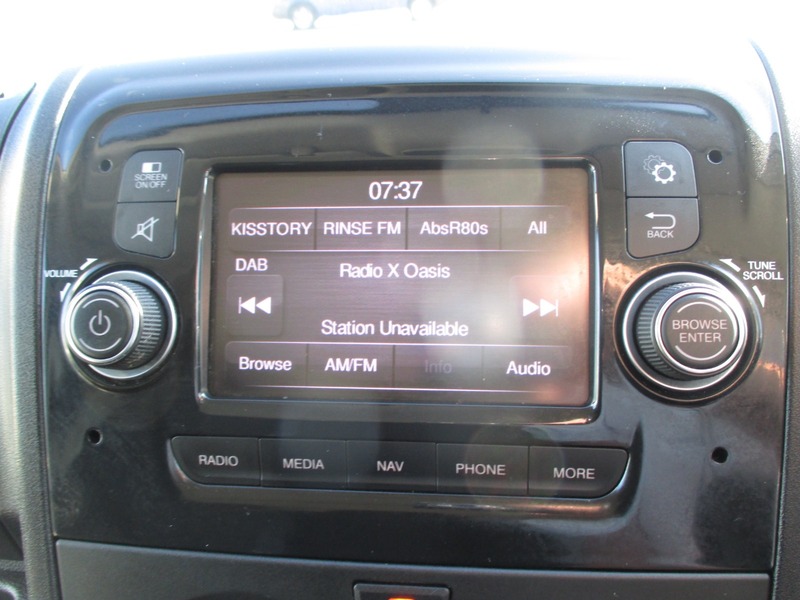 07:37
SCREEN
ON/OFF
KISSTORY RINSE FM AbsR80s All
BACK
DAB Radio X Oasis
VOLUME
TUNE
SCROLL
BROWSE
ENTER
Station Unavailable
Browse AM/FM Info Audio
RADIO MEDIA NAV PHONE MORE